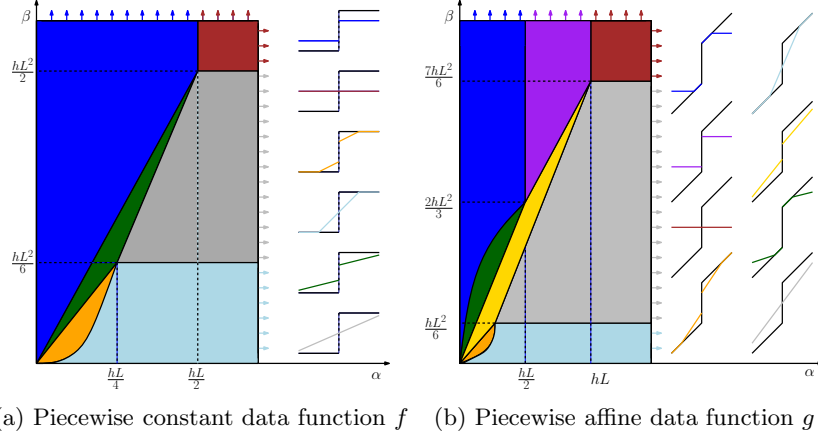 β
hL²/2
hL²/6
hL/4
hL/2
α
β
7hL²/6
2hL²/3
hL²/6
hL/2
hL
α
a) Piecewise constant data function f
(b) Piecewise affine data function g